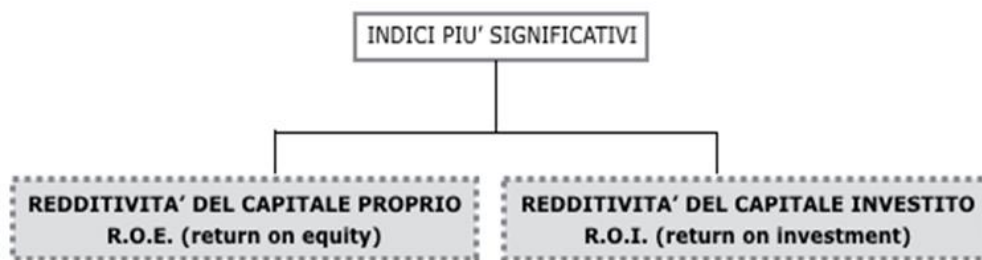 INDICI PIU' SIGNIFICATIVI
REDDITIVITA' DEL CAPITALE PROPRIO
R.O.E. (return on equity)
REDDITIVITA' DEL CAPITALE INVESTITO
R.O.I. (return on investment)